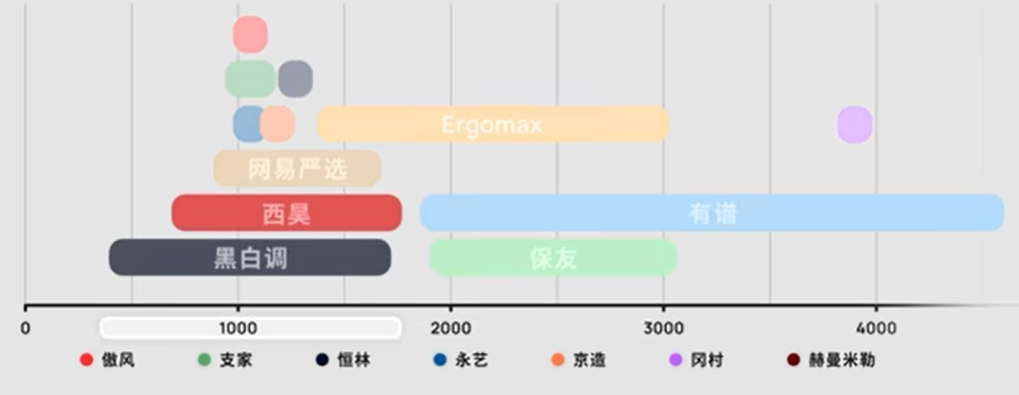 Ergomax
网易严选
西昊 有谱
黑白调 保友
0 1000 2000 3000 4000
傲风 支家 恒林 永艺 京造 冈村 赫曼米勒